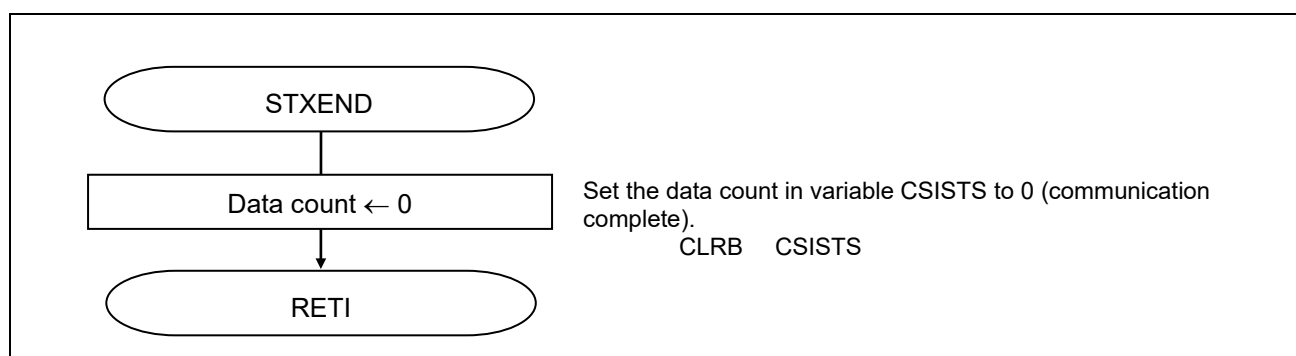 STXEND
Data count ← 0
Set the data count in variable CSISTS to 0 (communication
complete).
CLRB CSISTS
RETI